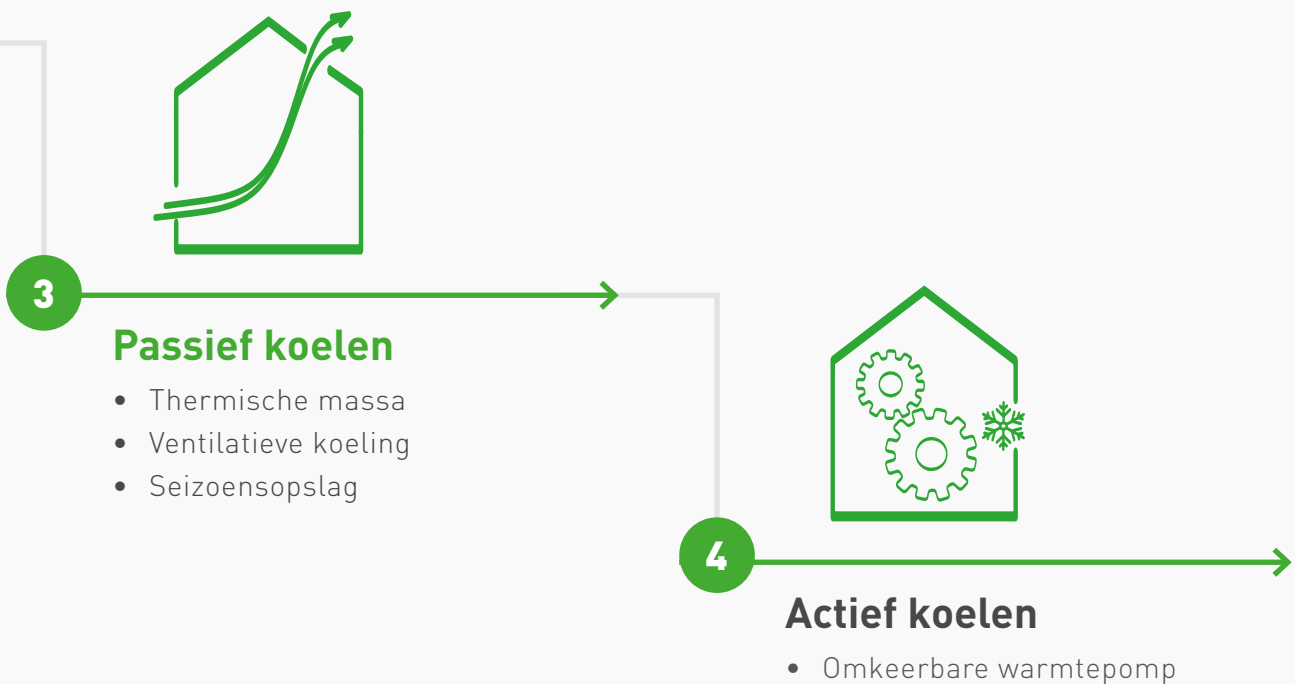 3
Passief koelen
• Thermische massa
• Ventilatieve koeling
• Seizoensopslag
4
Actief koelen
• Omkeerbare warmtepomp